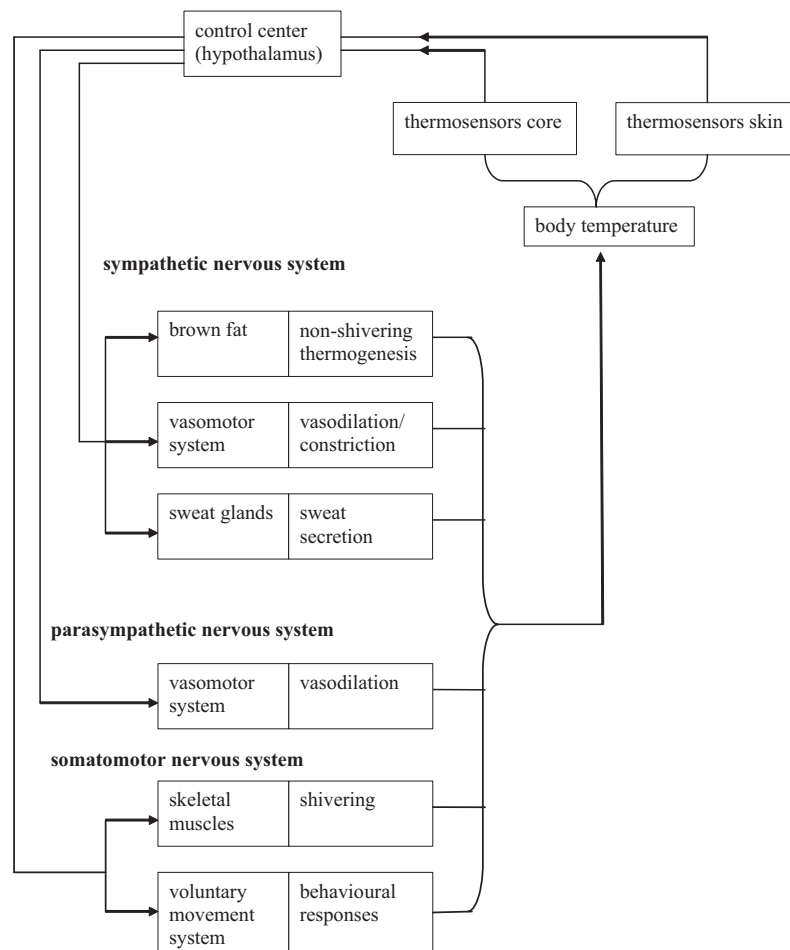 control center
(hypothalamus)
thermosensors core
thermosensors skin
body temperature
sympathetic nervous system
brown fat
non-shivering
thermogenesis
vasomotor
system
vasodilation/
constriction
sweat glands
sweat
secretion
parasympathetic nervous system
vasomotor
system
vasodilation
somatomotor nervous system
skeletal
muscles
shivering
voluntary
movement
system
behavioural
responses